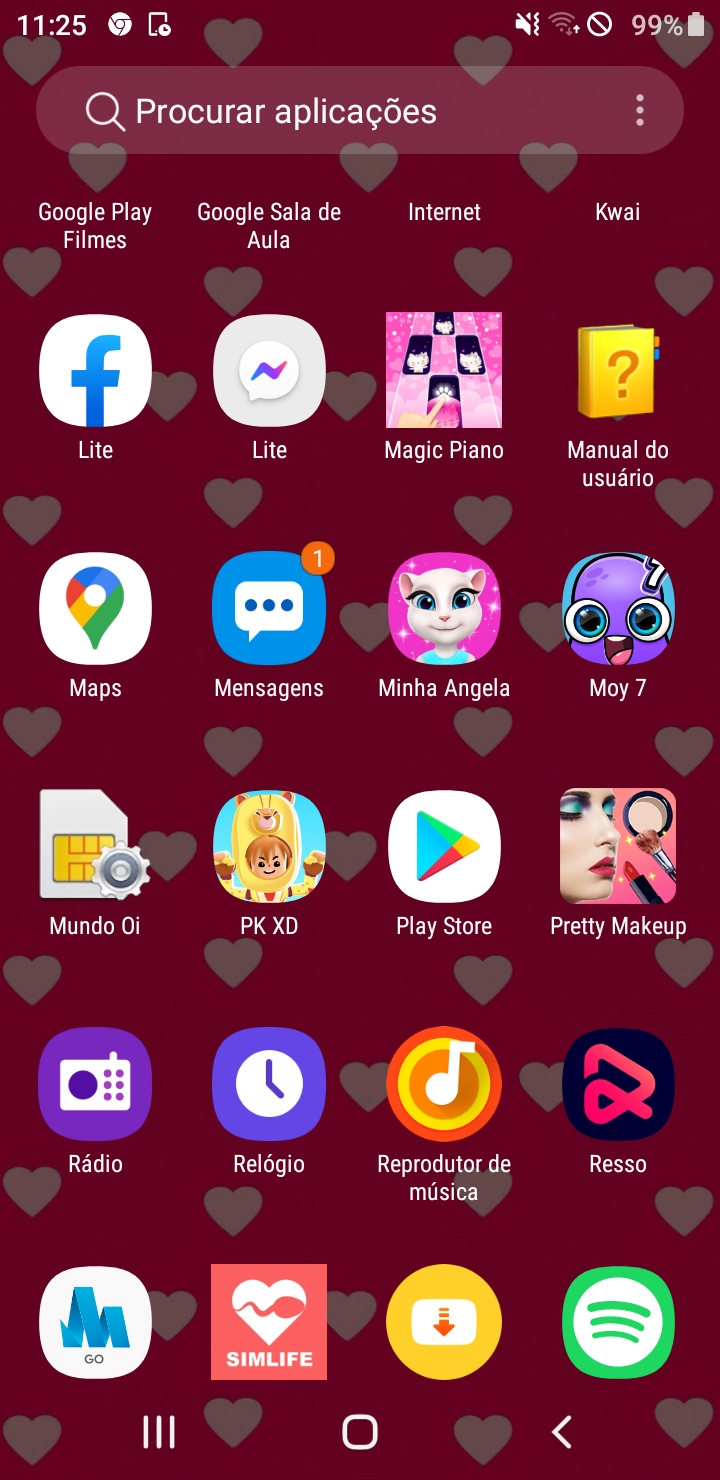 11:25
99%
Procurar aplicações
Google Play
Filmes
Google Sala de
Aula
Internet
Kwai
Lite
Lite
Magic Piano
?
Manual do
usuário
Maps
1
Mensagens
Minha Angela
7
Moy 7
Mundo Oi
PK XD
Play Store
Pretty Makeup
Rádio
Relógio
Reprodutor de
música
Resso
GO
SIMLIFE